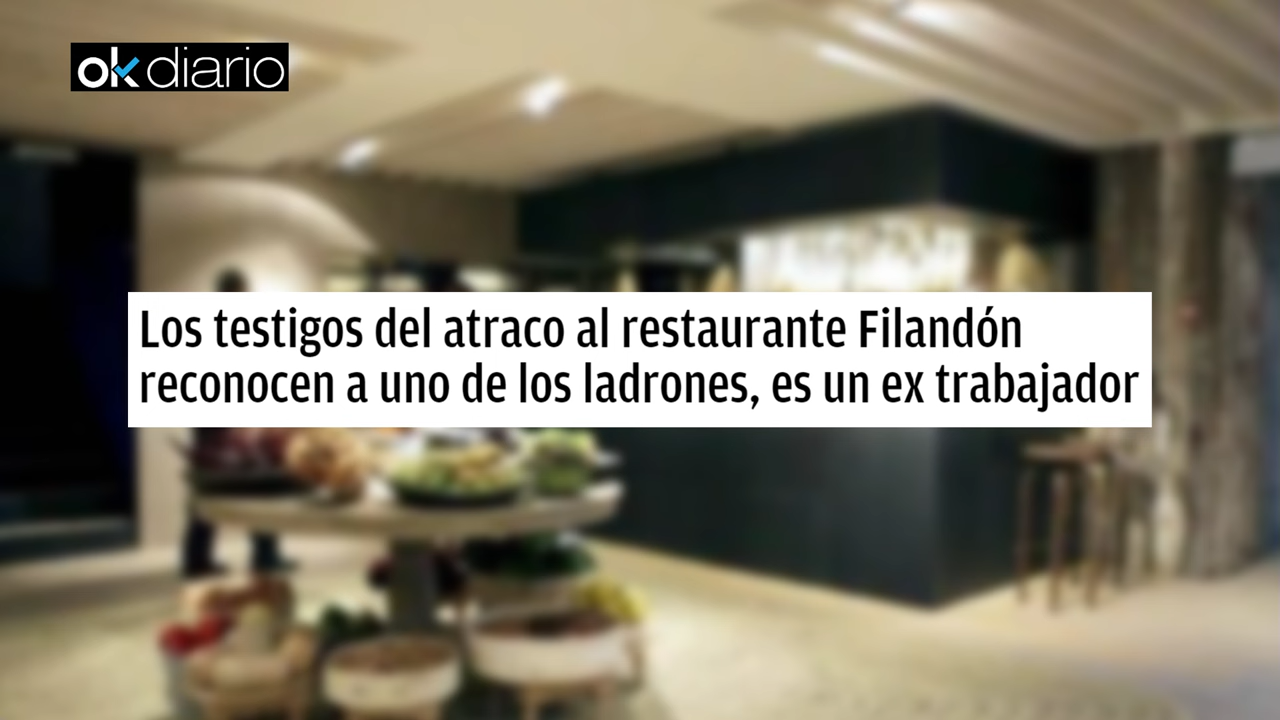 okdiario
Los testigos del atraco al restaurante Filandón
reconocen a uno de los ladrones, es un ex trabajador